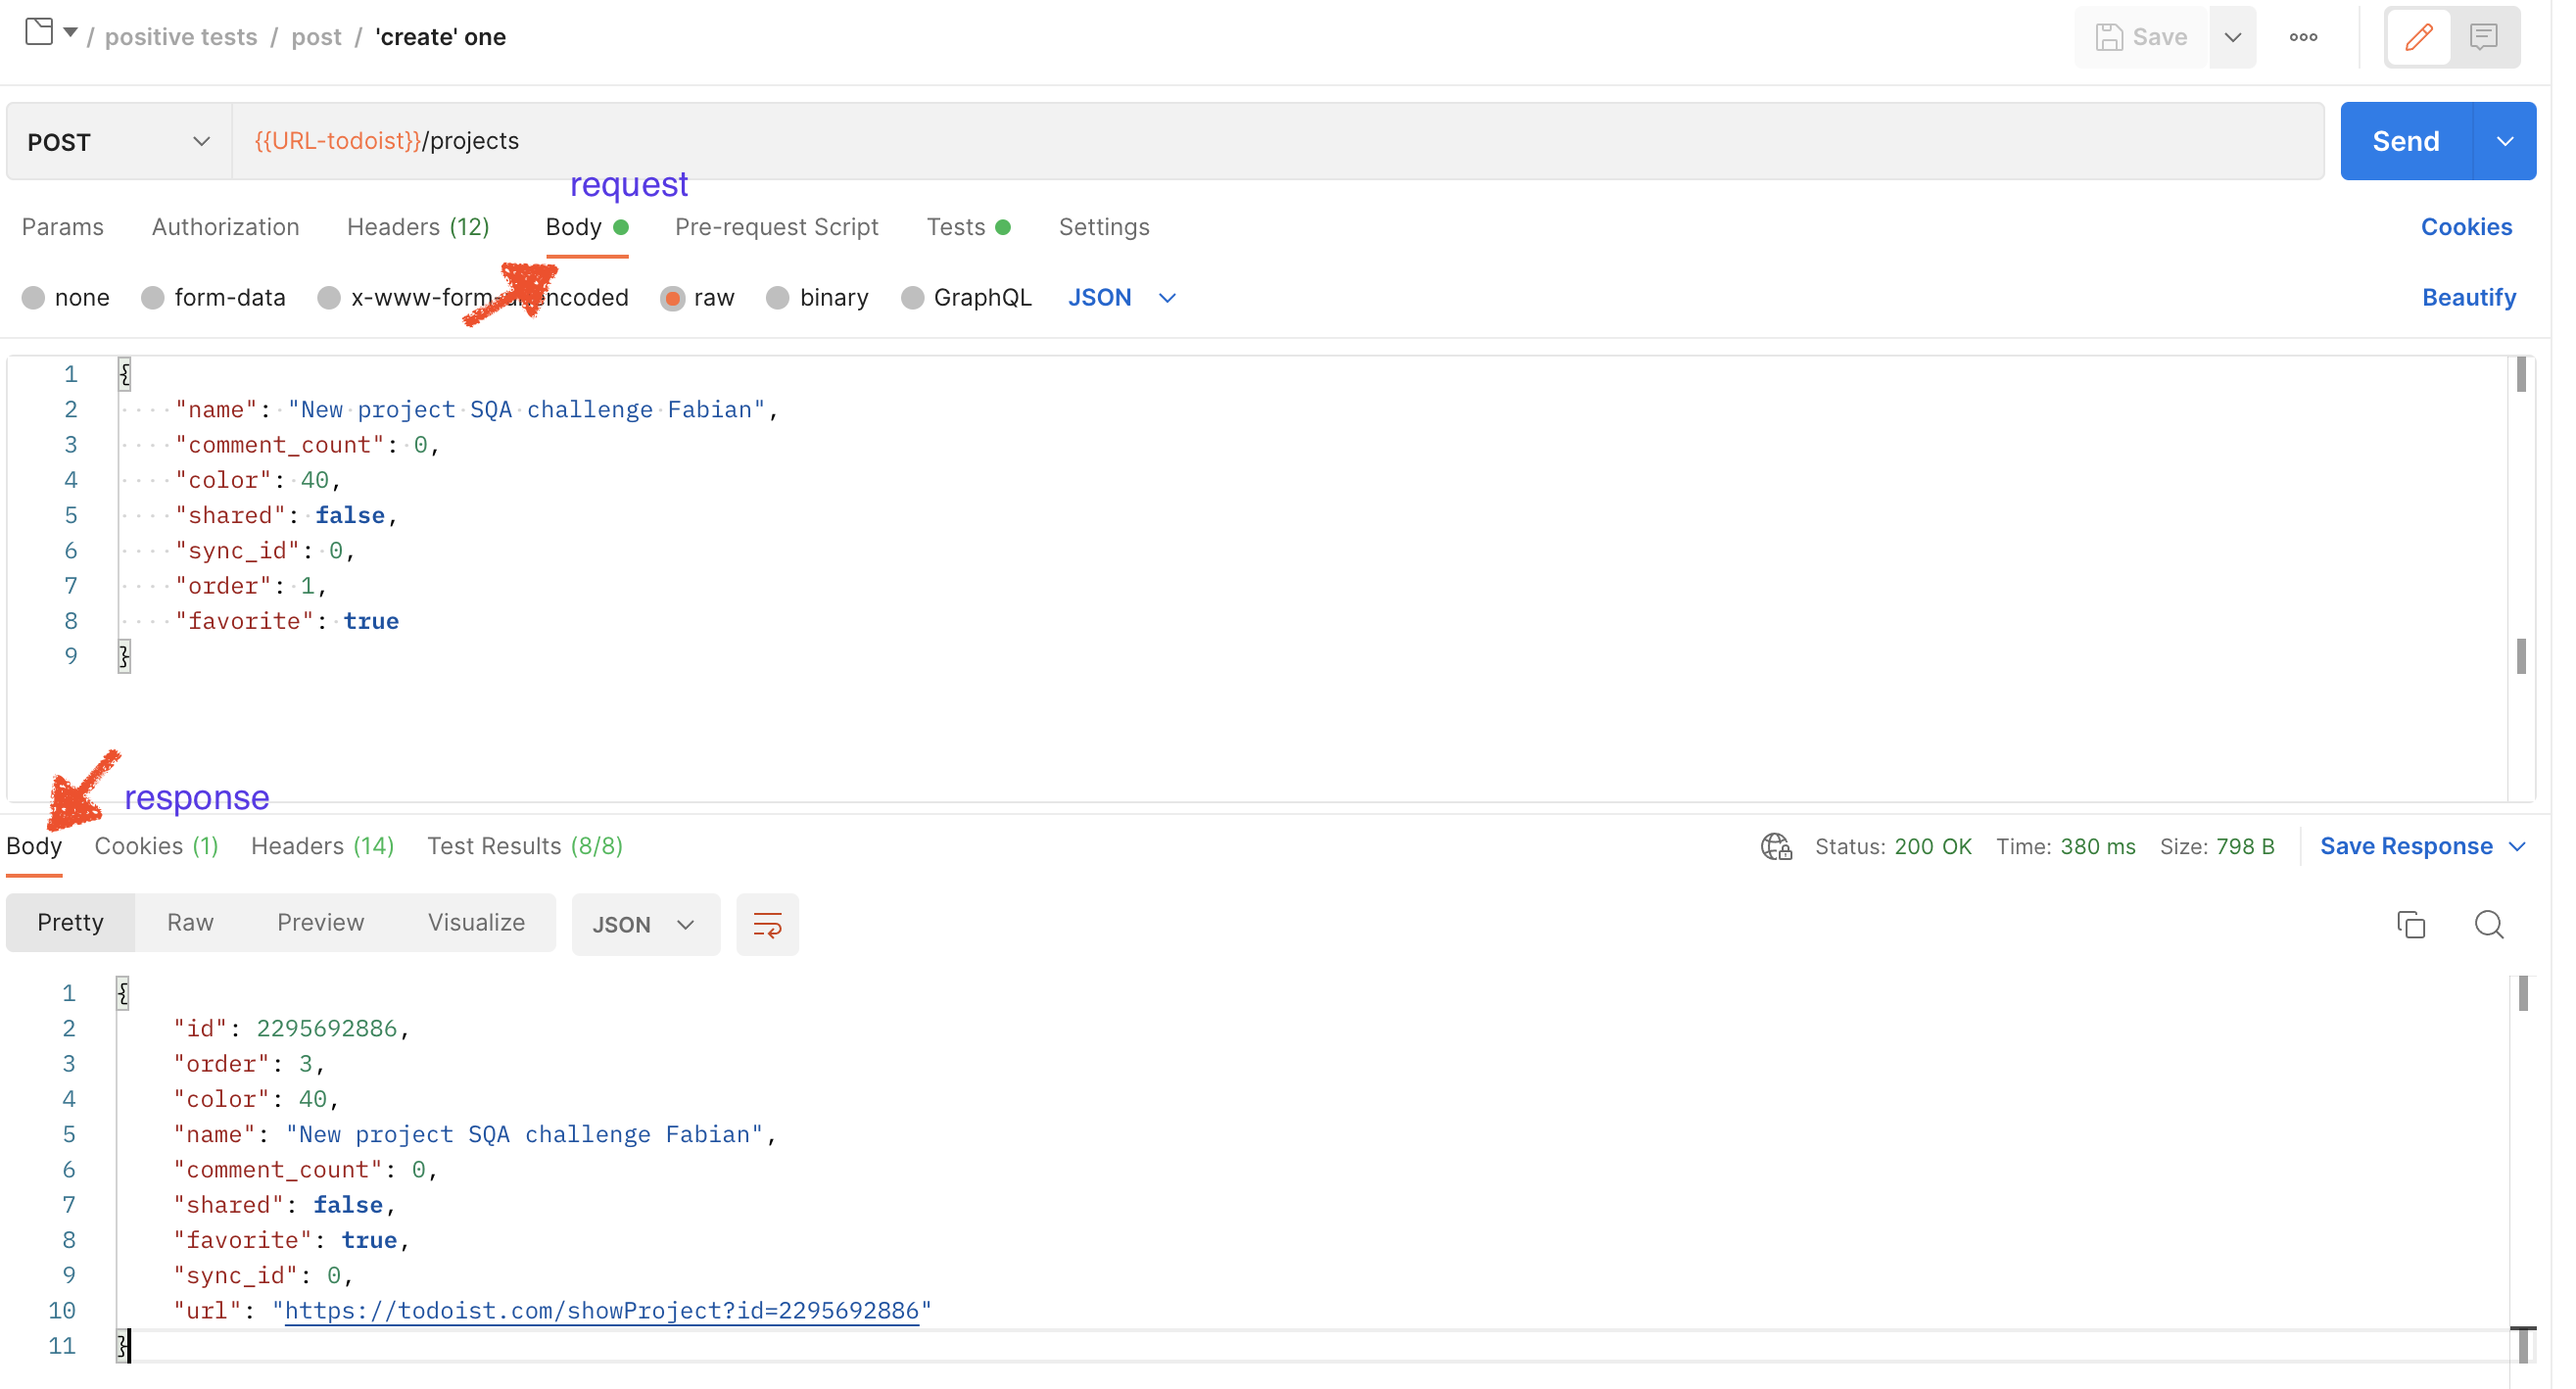 / positive tests / post / 'create' one
Save
POST {{URL-todoist}}/projects Send
request
Params Authorization Headers (12) Body Pre-request Script Tests Settings Cookies
none form-data x-www-form-urlencoded raw binary GraphQL JSON Beautify
1 {
2 "name": "New project SQA challenge Fabian",
3 "comment_count": 0,
4 "color": 40,
5 "shared": false,
6 "sync_id": 0,
7 "order": 1,
8 "favorite": true
9 }
response
Body Cookies (1) Headers (14) Test Results (8/8) Status: 200 OK Time: 380 ms Size: 798 B Save Response
Pretty Raw Preview Visualize JSON
1 {
2 "id": 2295692886,
3 "order": 3,
4 "color": 40,
5 "name": "New project SQA challenge Fabian",
6 "comment_count": 0,
7 "shared": false,
8 "favorite": true,
9 "sync_id": 0,
10 "url": "https://todoist.com/showProject?id=2295692886"
11 }